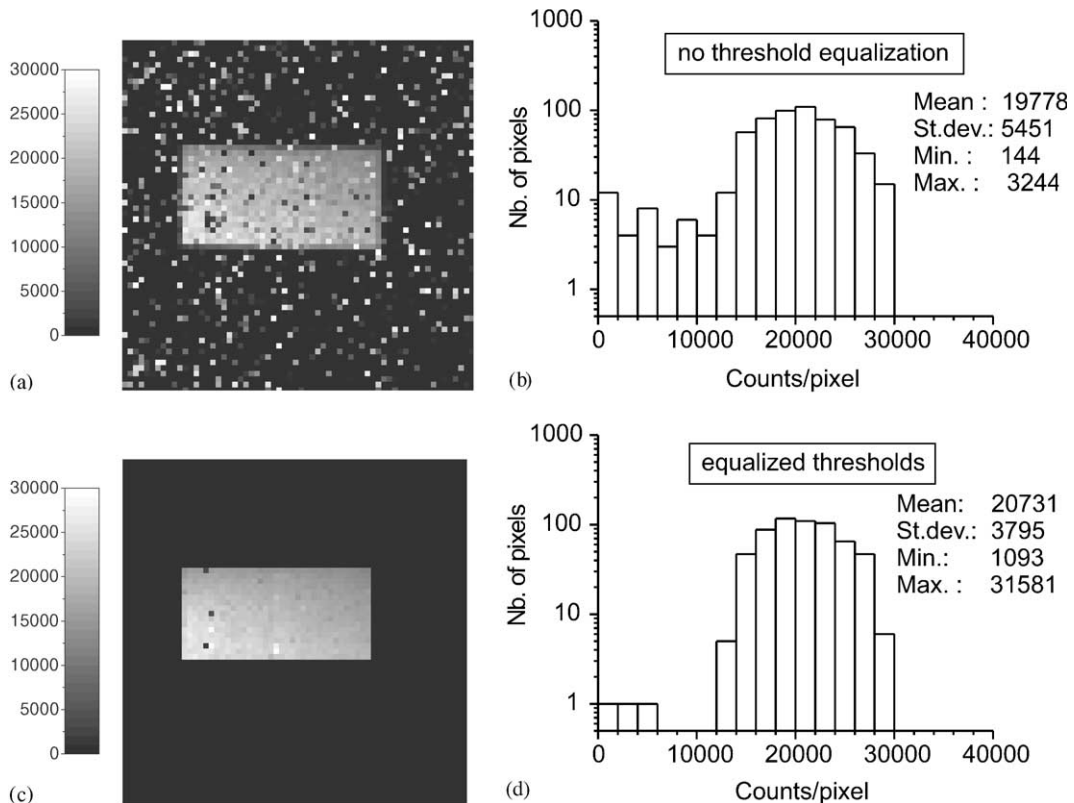 30000
25000
20000
15000
10000
5000
0
(a)
1000
100
10
1
Nb. of pixels
no threshold equalization
Mean : 19778
St.dev.: 5451
Min. : 144
Max. : 3244
0 10000 20000 30000 40000
Counts/pixel
(b)
30000
25000
20000
15000
10000
5000
0
(c)
1000
100
10
1
Nb. of pixels
equalized thresholds
Mean: 20731
St.dev.: 3795
Min.: 1093
Max. : 31581
0 10000 20000 30000 40000
Counts/pixel
(d)